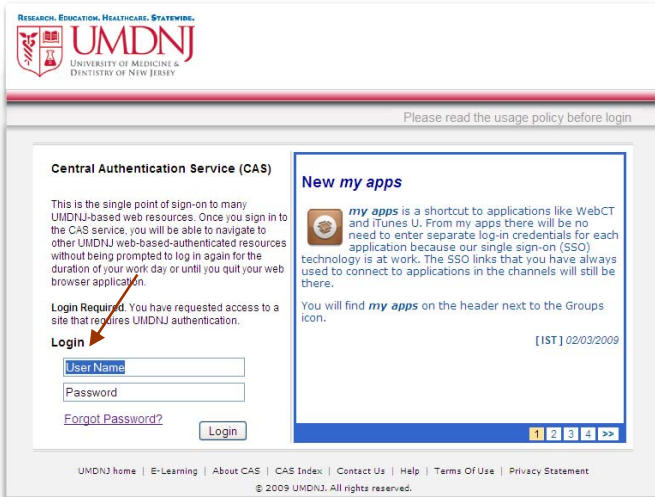 RESEARCH. EDUCATION. HEALTHCARE. STATEWIDE.
UMDNJ
UNIVERSITY OF MEDICINE &
DENTISTRY OF NEW JERSEY
Please read the usage policy before login
Central Authentication Service (CAS)
This is the single point of sign-on to many
UMDNJ-based web resources. Once you sign in to
the CAS service, you will be able to navigate to
other UMDNJ web-based-authenticated resources
without being prompted to log in again for the
duration of your work day or until you quit your web
browser application.
Login Required. You have requested access to a
site that requires UMDNJ authentication.
Login
User Name
Password
Forgot Password?
Login
New my apps
my apps is a shortcut to applications like WebCT
and iTunes U. From my apps there will be no
need to enter separate log-in credentials for each
application because our single sign-on (SSO)
technology is at work. The SSO links that you have always
used to connect to applications in the channels will still be
there.
You will find my apps on the header next to the Groups
icon.
[ IST ] 02/03/2009
1 2 3 4 >>
UMDNJ home | E-Learning | About CAS | CAS Index | Contact Us | Help | Terms Of Use | Privacy Statement
© 2009 UMDNJ. All rights reserved.